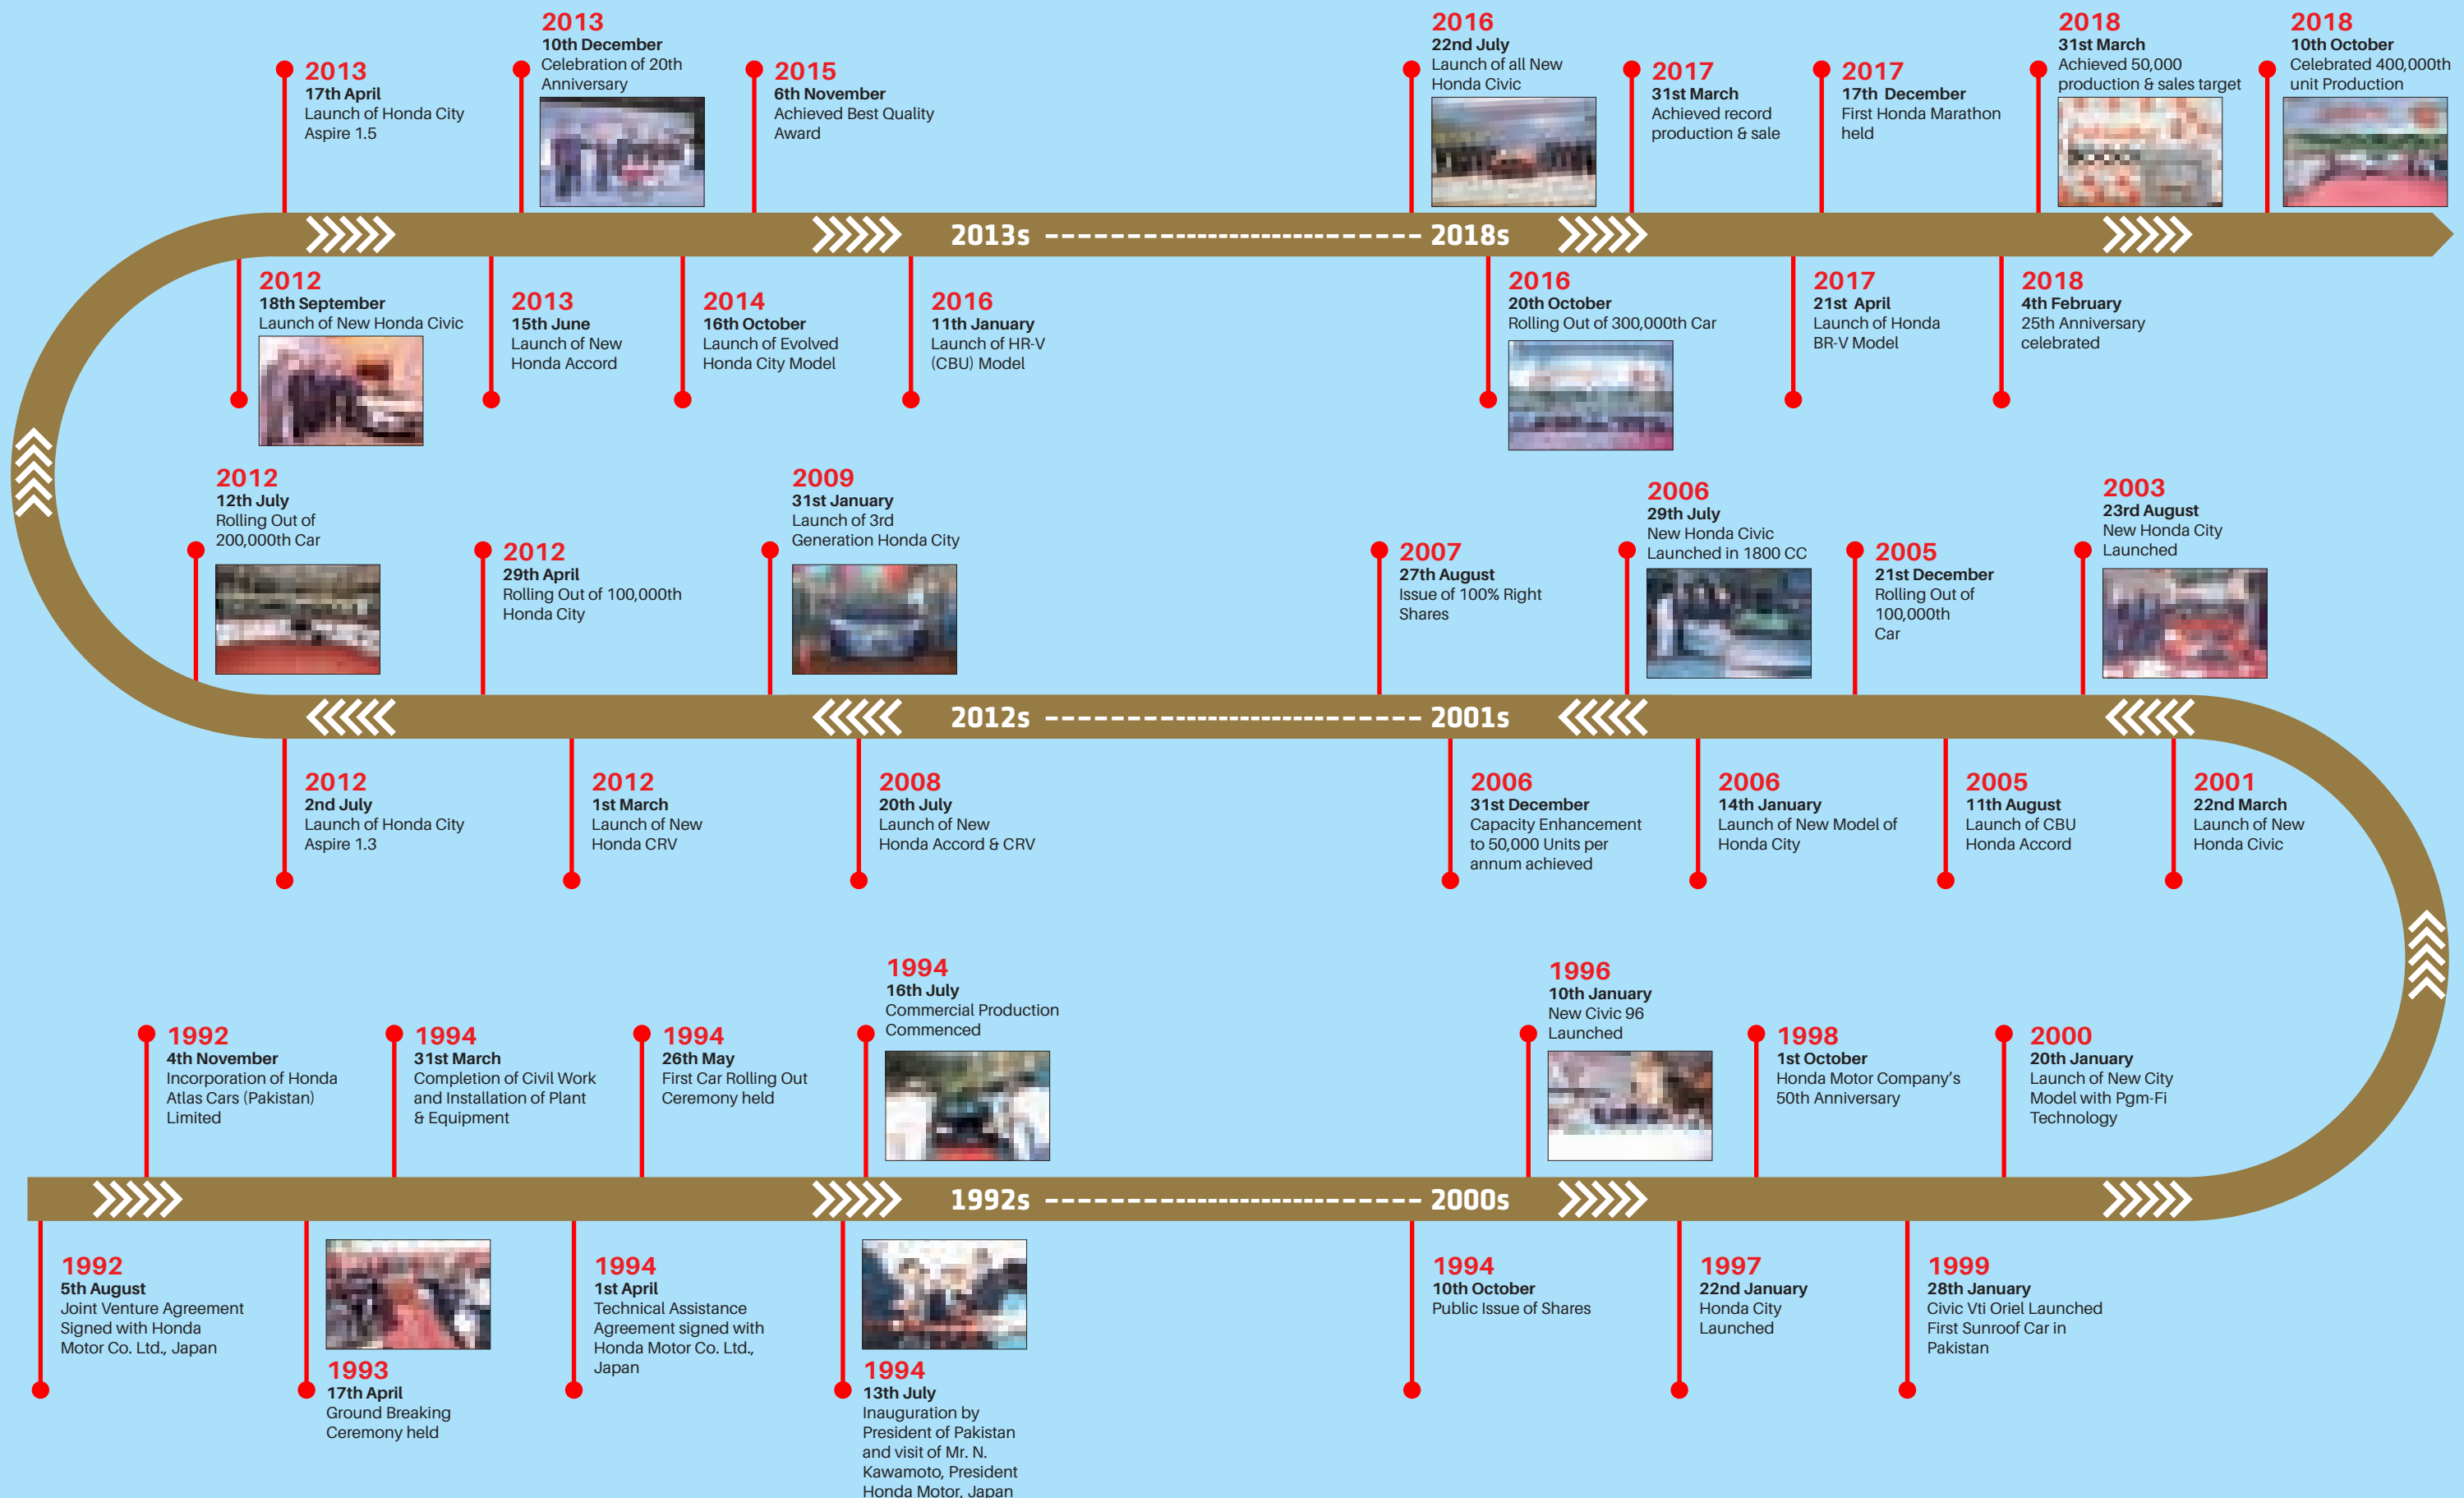 2013
17th April
Launch of Honda City
Aspire 1.5
2013
10th December
Celebration of 20th
Anniversary
2015
6th November
Achieved Best Quality
Award
2016
22nd July
Launch of all New
Honda Civic
2017
31st March
Achieved record
production & sale
2017
17th December
First Honda Marathon
held
2018
31st March
Achieved 50,000
production & sales target
2018
10th October
Celebrated 400,000th
unit Production
2013s
2018s
2012
18th September
Launch of New Honda Civic
2013
15th June
Launch of New
Honda Accord
2014
16th October
Launch of Evolved
Honda City Model
2016
11th January
Launch of HR-V
(CBU) Model
2016
20th October
Rolling Out of 300,000th Car
2017
21st April
Launch of Honda
BR-V Model
2018
4th February
25th Anniversary
celebrated
2012
12th July
Rolling Out of
200,000th Car
2012
29th April
Rolling Out of 100,000th
Honda City
2009
31st January
Launch of 3rd
Generation Honda City
2007
27th August
Issue of 100% Right
Shares
2006
29th July
New Honda Civic
Launched in 1800 CC
2005
21st December
Rolling Out of
100,000th
Car
2003
23rd August
New Honda City
Launched
2012s
2001s
2012
2nd July
Launch of Honda City
Aspire 1.3
2012
1st March
Launch of New
Honda CRV
2008
20th July
Launch of New
Honda Accord & CRV
2006
31st December
Capacity Enhancement
to 50,000 Units per
annum achieved
2006
14th January
Launch of New Model of
Honda City
2005
11th August
Launch of CBU
Honda Accord
2001
22nd March
Launch of New
Honda Civic
1992
4th November
Incorporation of Honda
Atlas Cars (Pakistan)
Limited
1994
31st March
Completion of Civil Work
and Installation of Plant
& Equipment
1994
26th May
First Car Rolling Out
Ceremony held
1994
16th July
Commercial Production
Commenced
1996
10th January
New Civic 96
Launched
1998
1st October
Honda Motor Company's
50th Anniversary
2000
20th January
Launch of New City
Model with Pgm-Fi
Technology
1992s
2000s
1992
5th August
Joint Venture Agreement
Signed with Honda
Motor Co. Ltd., Japan
1993
17th April
Ground Breaking
Ceremony held
1994
1st April
Technical Assistance
Agreement signed with
Honda Motor Co. Ltd.,
Japan
1994
13th July
Inauguration by
President of Pakistan
and visit of Mr. N.
Kawamoto, President
Honda Motor, Japan
1994
10th October
Public Issue of Shares
1997
22nd January
Honda City
Launched
1999
28th January
Civic Vti Oriel Launched
First Sunroof Car in
Pakistan